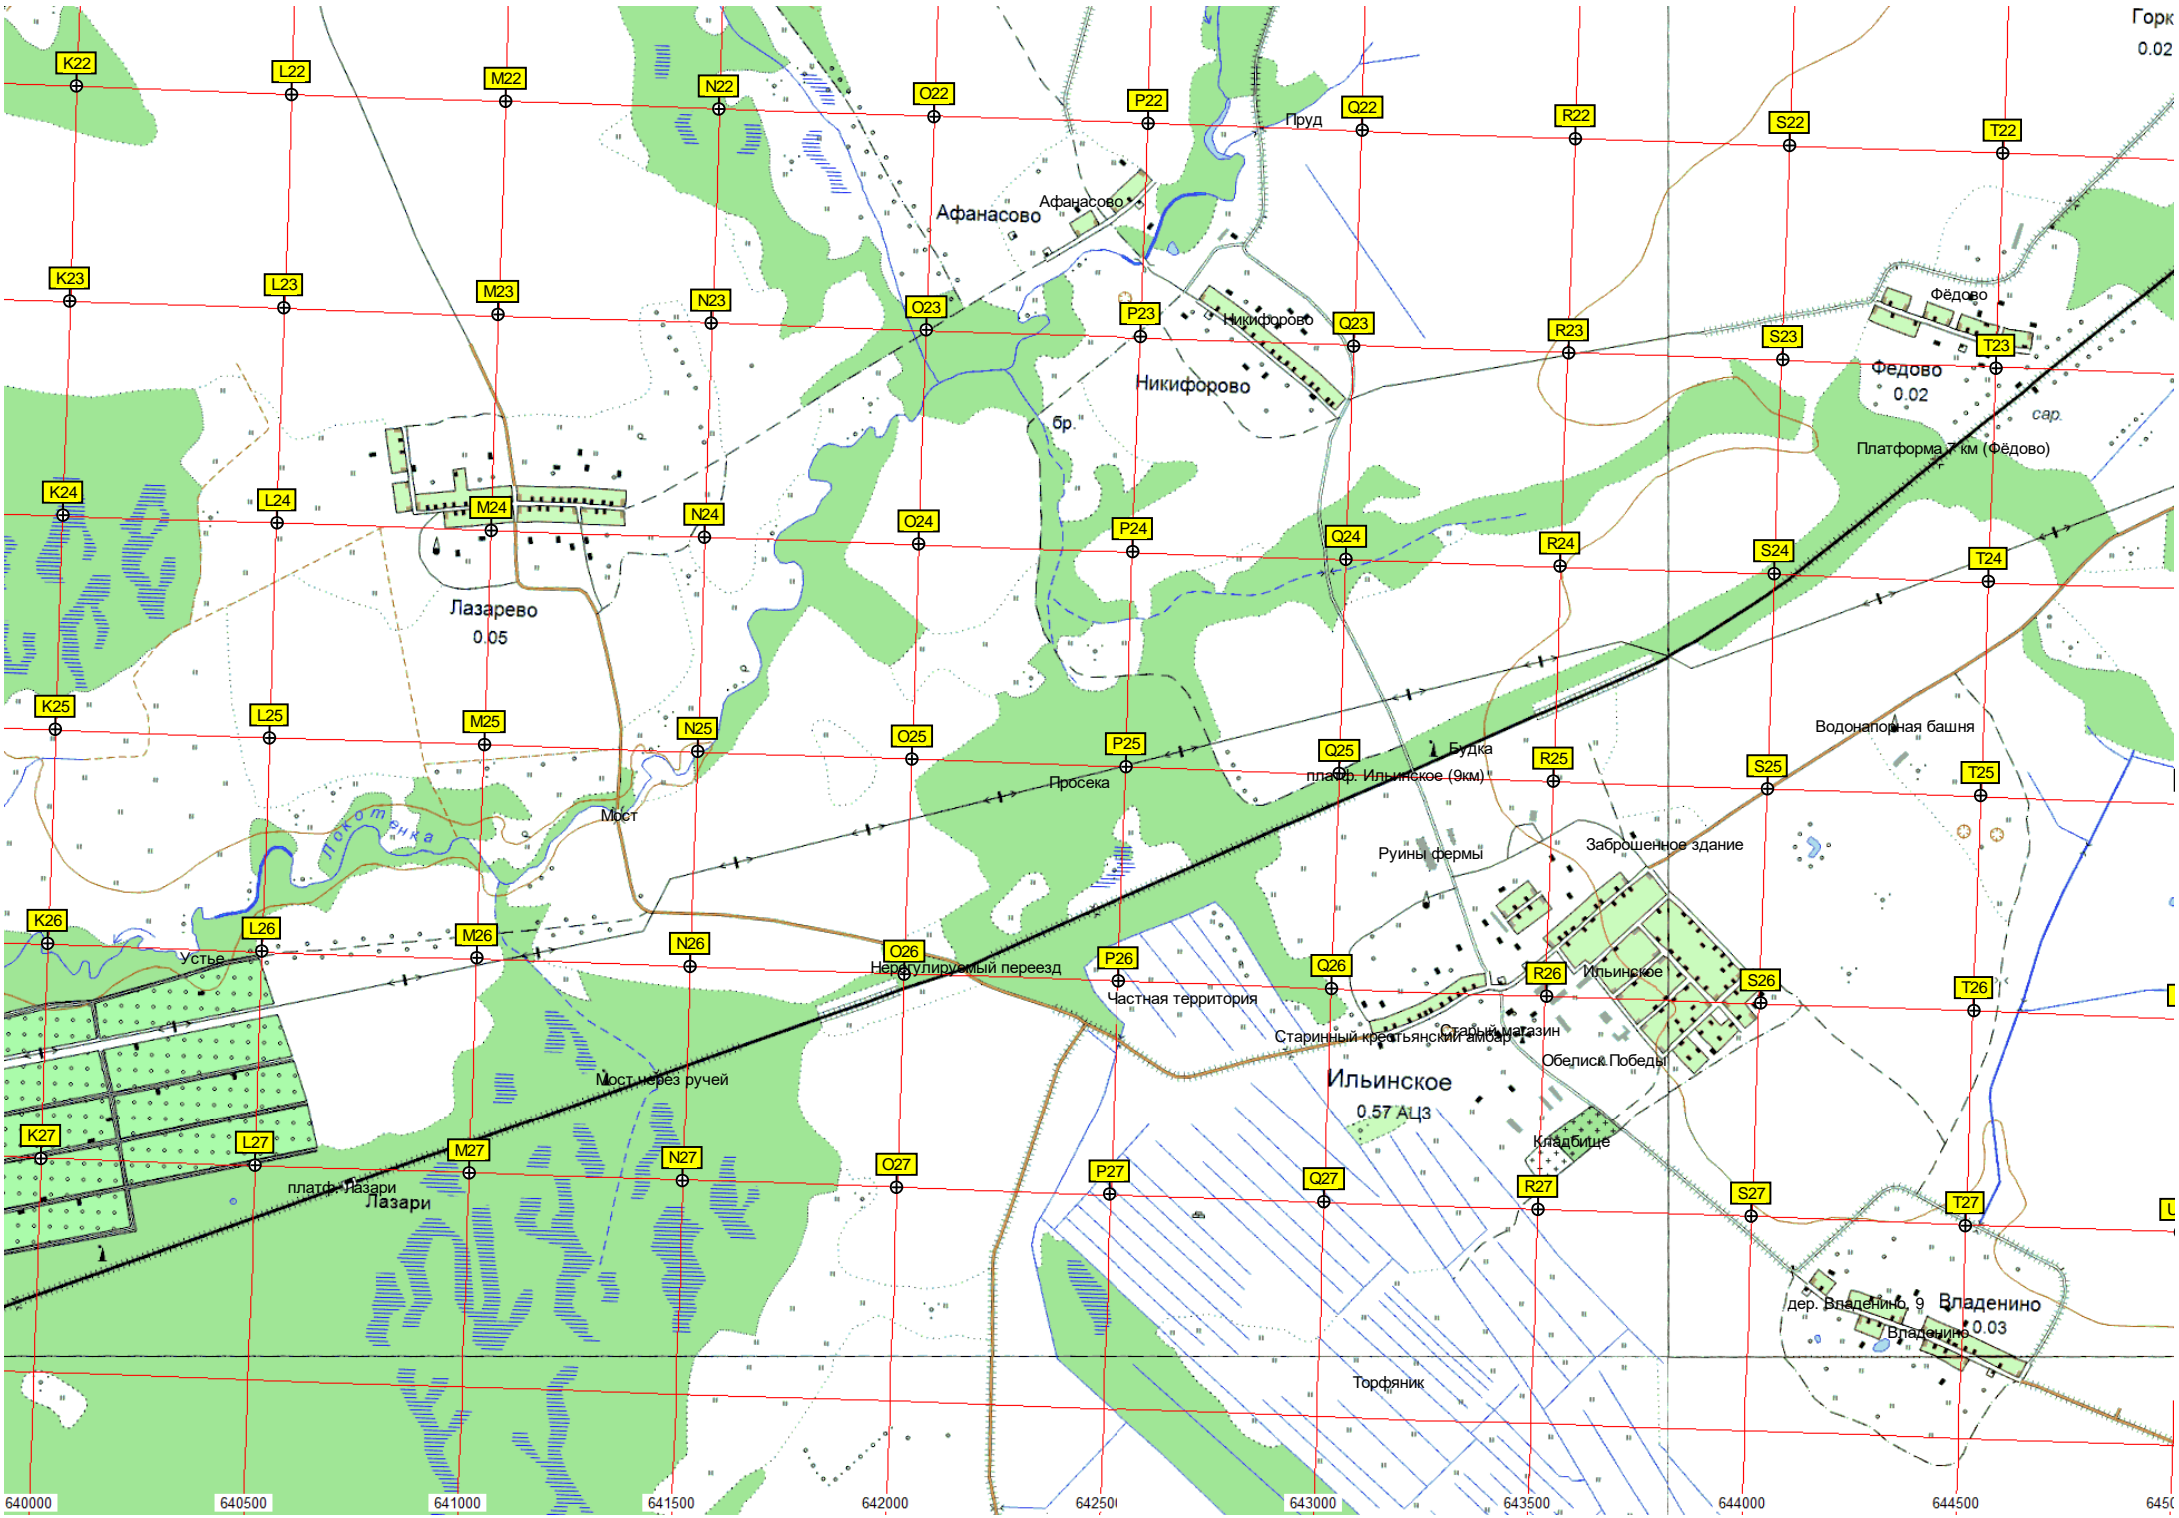 Горк
0.02
K22
L22
M22
N22
O22
P22
Q22
R22
S22
T22
Пруд
Афанасово
Афанасово
K23
L23
M23
N23
O23
P23
Q23
R23
S23
T23
Фёдово
Никифорово
Никифорово
Федово
0.02
сар.
бр.
Платформа 7 км (Фёдово)
K24
L24
M24
N24
O24
P24
Q24
R24
S24
T24
Лазарево
0.05
K25
L25
M25
N25
O25
P25
Q25
R25
S25
T25
Водонапорная башня
Будка
платф. Ильинское (9км)
Просека
Мост
Локотенка
Руины фермы
Заброшенное здание
K26
L26
M26
N26
O26
P26
Q26
R26
S26
T26
Устье
Нерегулируемый переезд
Ильинское
Частная территория
Старинный крестьянский амбар
Старый магазин
Обелиск Победы
Мост через ручей
Ильинское
0.57 АЦЗ
Кладбище
K27
L27
M27
N27
O27
P27
Q27
R27
S27
T27
U
платф. Лазари
Лазари
дер. Владенино, 9
Владенино
0.03
Владенино
Торфяник
640000
640500
641000
641500
642000
64250
643000
643500
644000
644500
6450